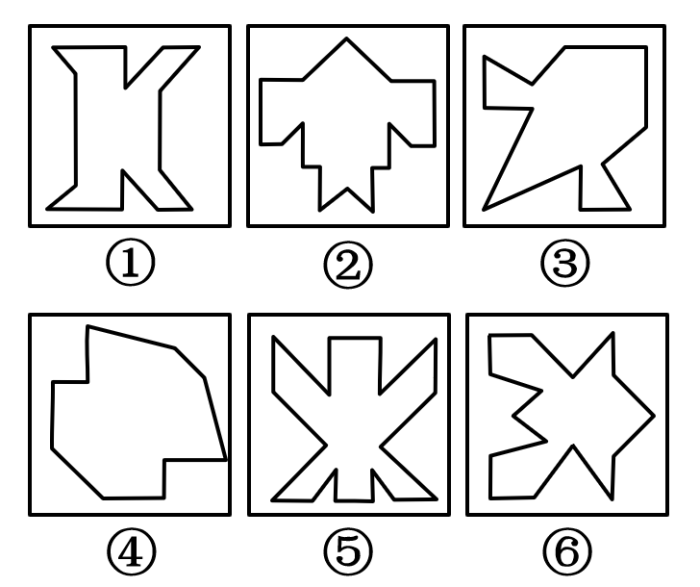 ① ② ③
④ ⑤ ⑥